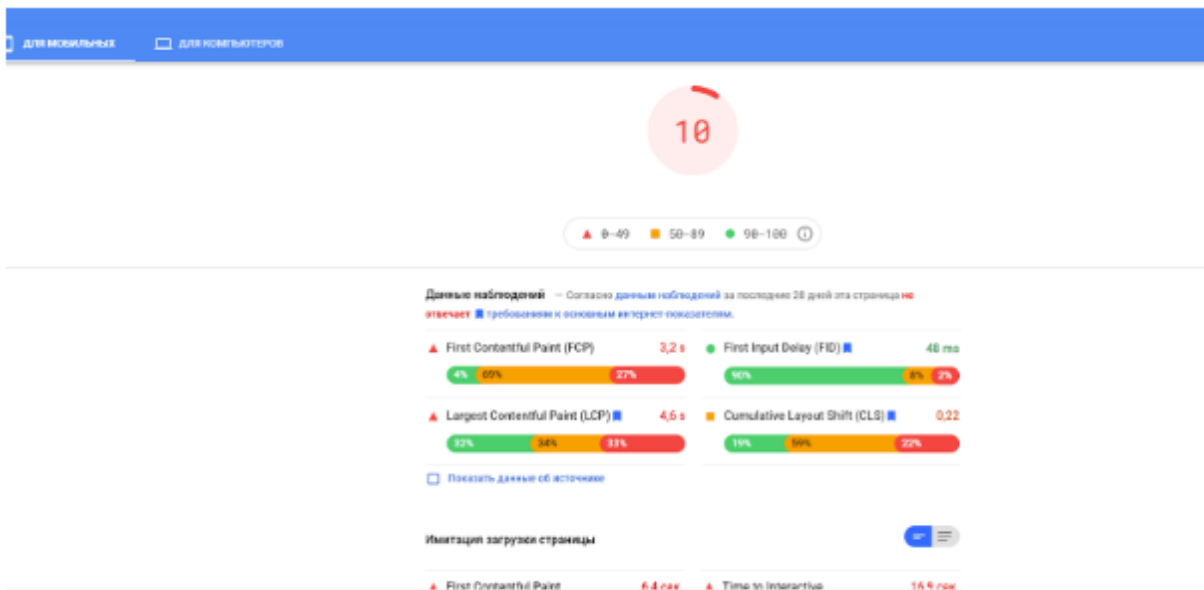 ДЛЯ МОБИЛЬНЫХ
ДЛЯ КОМПЬЮТЕРОВ
10
0–49
50–89
90–100
Данные наблюдений — Согласно данным наблюдений за последние 28 дней эта страница не
отвечает требованиям к основным интернет-показателям.
First Contentful Paint (FCP) 3,2 s
4% 69% 27%
First Input Delay (FID) 48 ms
90% 8% 2%
Largest Contentful Paint (LCP) 4,6 s
32% 34% 33%
Cumulative Layout Shift (CLS) 0,22
19% 59% 22%
Показать данные об источнике
Имитация загрузки страницы
First Contentful Paint 6,4 сек.
Time to Interactive 16,9 сек.